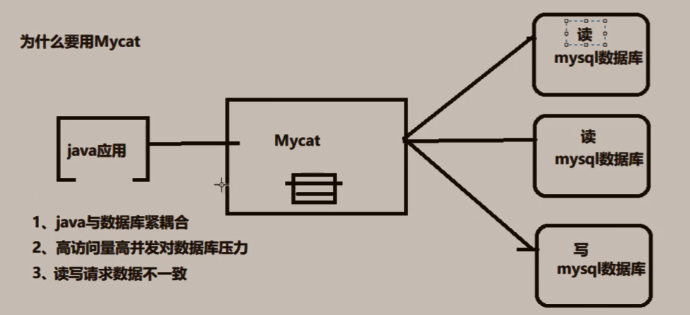 为什么要用Mycat
读
mysql数据库
java应用
Mycat
读
mysql数据库
1、java与数据库紧耦合
2、高访问量高并发对数据库压力
3、读写请求数据不一致
写
mysql数据库